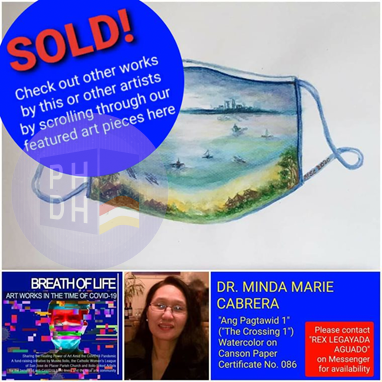 SOLD!
Check out other works
by this or other artists
by scrolling through our
featured art pieces here
PH
DH
BREATH OF LIFE
ART WORKS IN THE TIME OF COVID-19
DR. MINDA MARIE
CABRERA
"Ang Pagtawid 1"
("The Crossing 1")
Watercolor on
Canson Paper
Certificate No. 086
Please contact
"REX LEGAYADA
AGUADO"
on Messenger
for availability